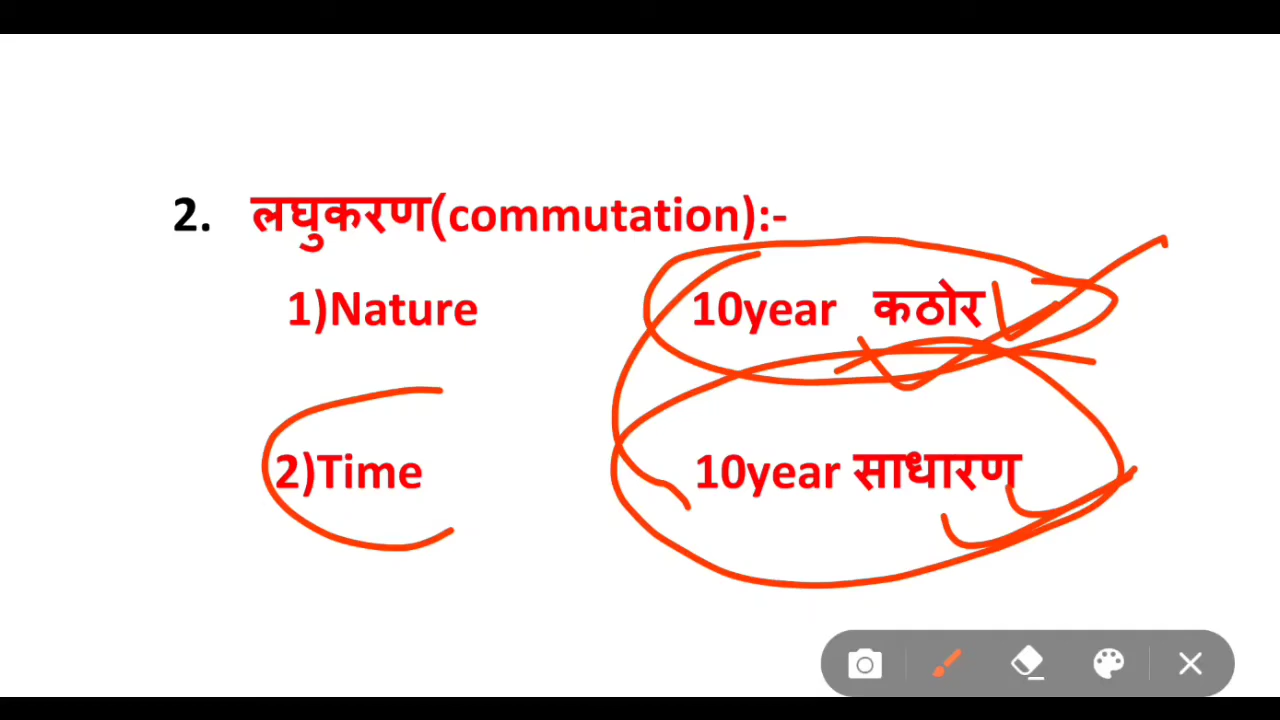 2. लघुकरण(commutation):-
1)Nature 10year कठोर
2)Time 10year साधारण